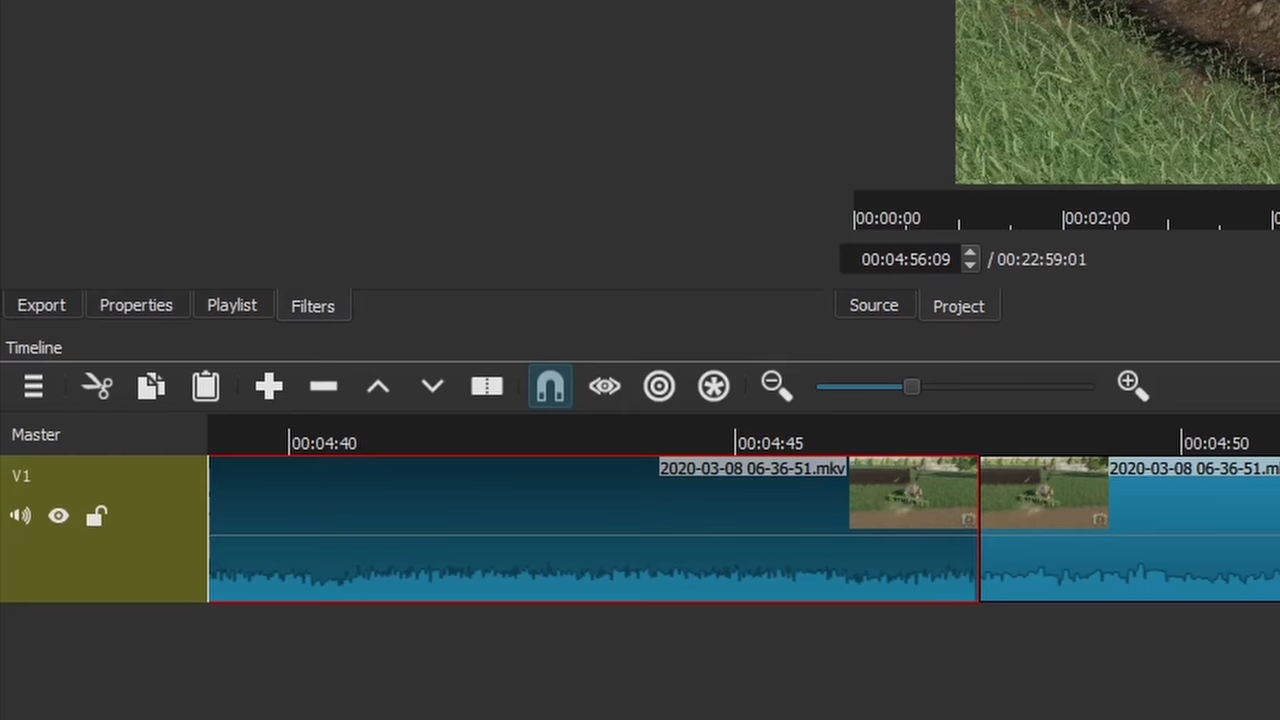 00:00:00 00:02:00
00:04:56:09 / 00:22:59:01
Export Properties Playlist Filters Source Project
Timeline
Master 00:04:40 00:04:45 00:04:50
V1 2020-03-08 06-36-51.mkv 2020-03-08 06-36-51.m